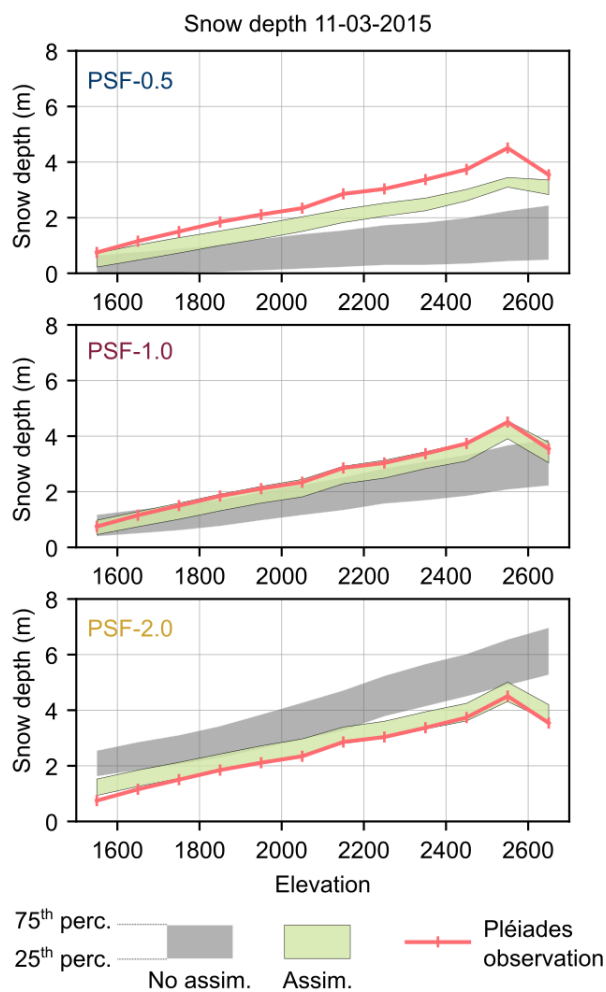 Snow depth 11-03-2015
8
6
4
2
0
Snow depth (m)
PSF-0.5
1600 1800 2000 2200 2400 2600
8
6
4
2
0
Snow depth (m)
PSF-1.0
1600 1800 2000 2200 2400 2600
8
6
4
2
0
Snow depth (m)
PSF-2.0
1600 1800 2000 2200 2400 2600
Elevation
75th perc.
25th perc.
No assim.
Assim.
Pléiades
observation